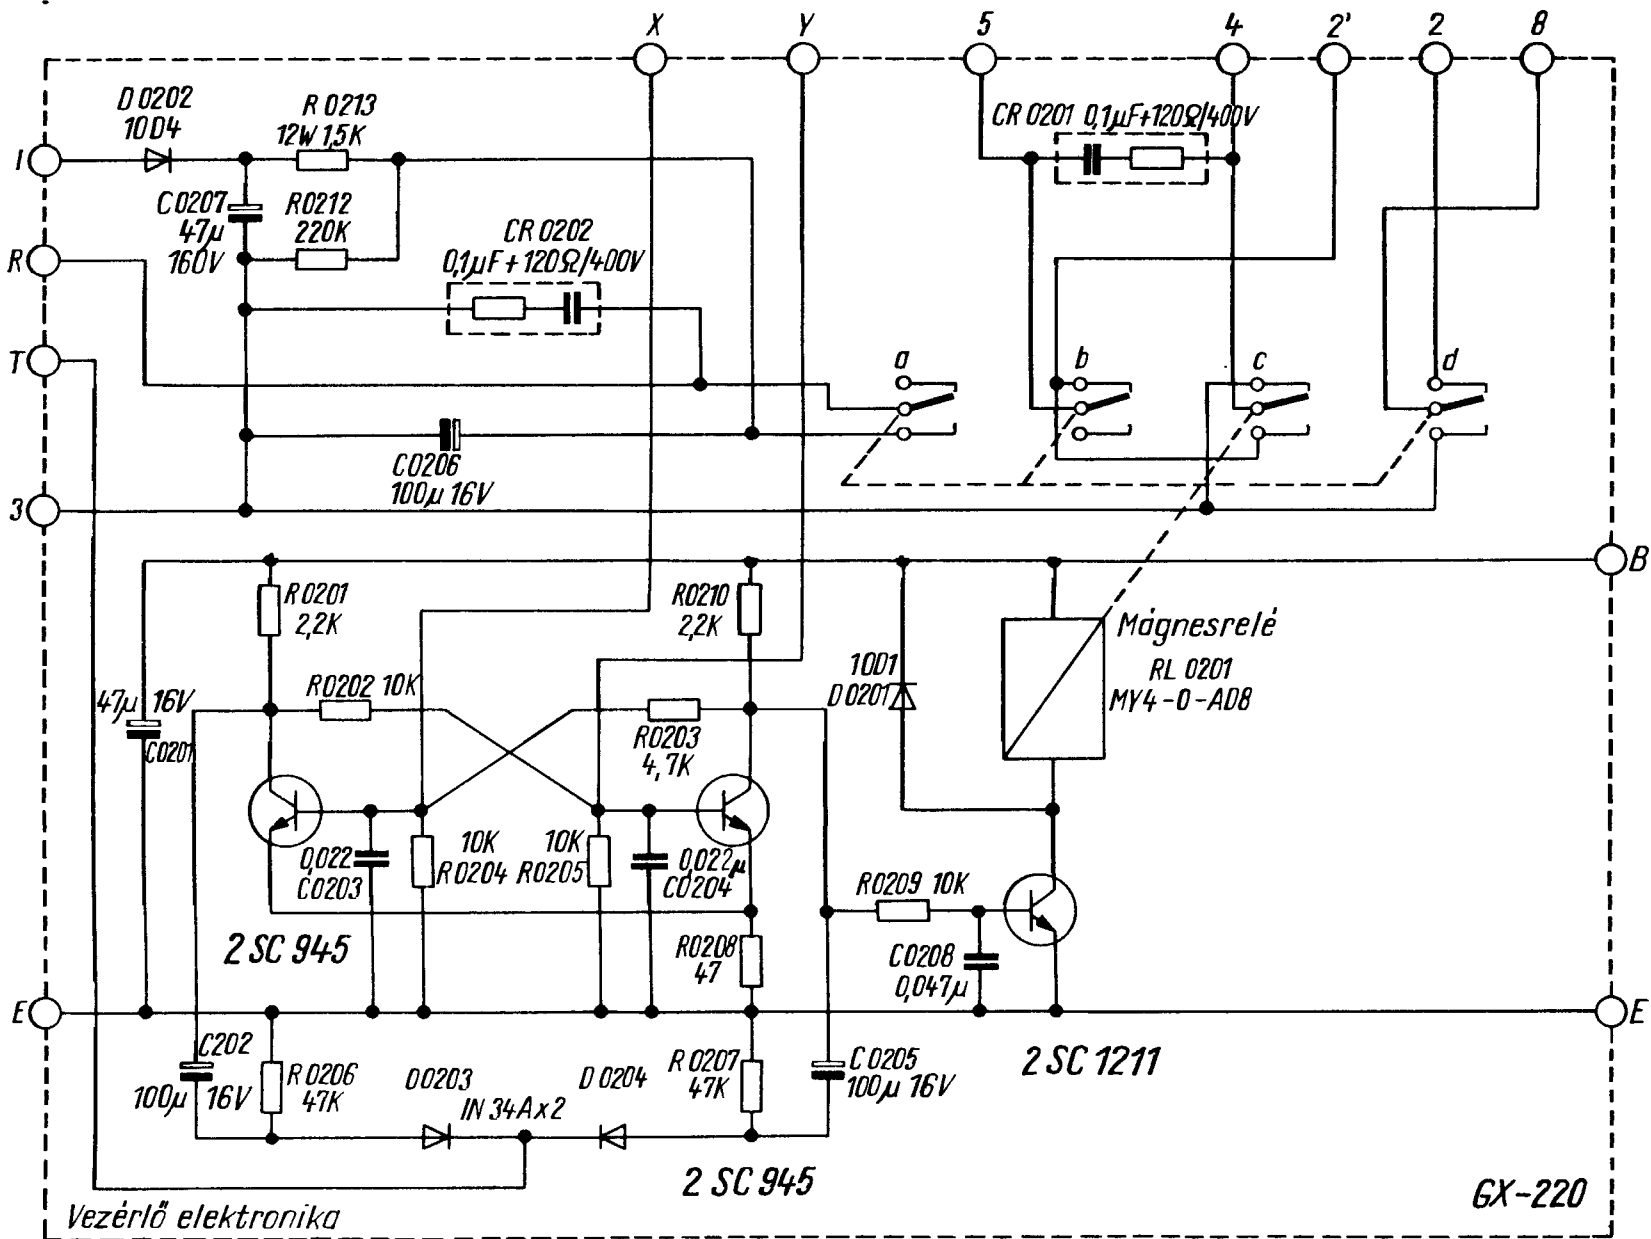 X
Y
5
4
2'
2
8
D 0202
10D4
R 0213
12W 1,5K
CR 0201 0,1µF+120Ω/400V
I
C0207
47µ
160V
R0212
220K
CR 0202
0,1µF+120Ω/400V
R
T
a
b
c
d
C0206
100µ 16V
3
B
R0201
2,2K
R0210
2,2K
Mágnesrelé
RL 0201
MY4-0-AD8
10D1
D0201
R0202 10K
47µ 16V
C0201
R0203
4,7K
0,022
C0203
10K
R0204
10K
R0205
0,022µ
C0204
R0209 10K
2 SC 945
R0208
47
C0208
0,047µ
E
E
C202
100µ 16V
R0206
47K
D0203
D 0204
IN 34A x 2
R 0207
47K
C 0205
100µ 16V
2 SC 1211
2 SC 945
GX-220
Vezérlő elektronika